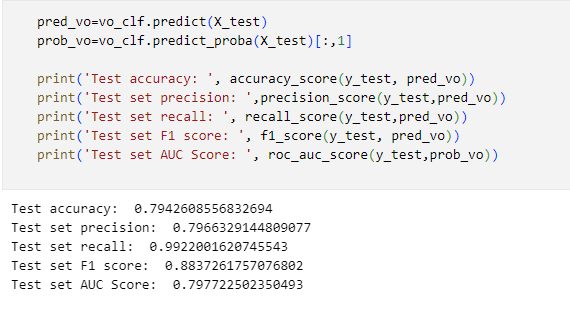 pred_vo=vo_clf.predict(X_test)
prob_vo=vo_clf.predict_proba(X_test)[:,1]
print('Test accuracy: ', accuracy_score(y_test, pred_vo))
print('Test set precision: ',precision_score(y_test,pred_vo))
print('Test set recall: ', recall_score(y_test,pred_vo))
print('Test set F1 score: ', f1_score(y_test, pred_vo))
print('Test set AUC Score: ', roc_auc_score(y_test,prob_vo))
Test accuracy:  0.7942608556832694
Test set precision:  0.7966329144809077
Test set recall:  0.9922001620745543
Test set F1 score:  0.8837261757076802
Test set AUC Score:  0.797722502350493